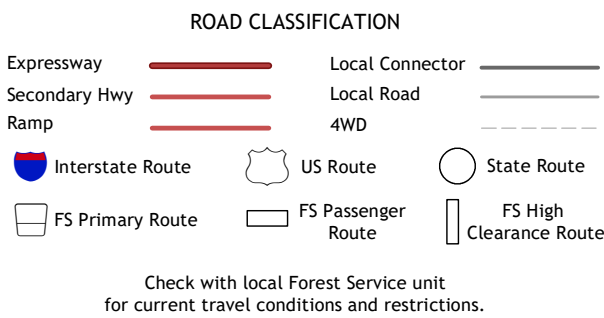 ROAD CLASSIFICATION
Expressway
Local Connector
Secondary Hwy
Local Road
Ramp
4WD
Interstate Route
US Route
State Route
FS Primary Route
FS Passenger
Route
FS High
Clearance Route
Check with local Forest Service unit
for current travel conditions and restrictions.